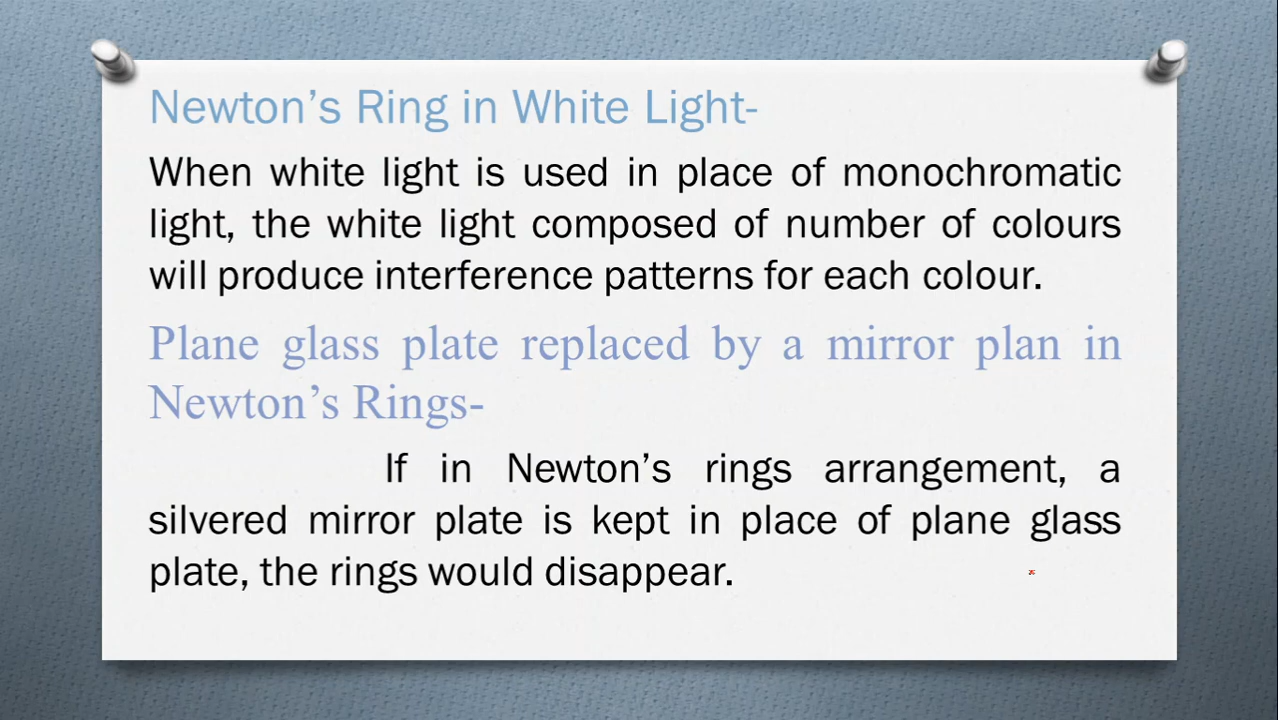 Newton’s Ring in White Light-
When white light is used in place of monochromatic
light, the white light composed of number of colours
will produce interference patterns for each colour.
Plane glass plate replaced by a mirror plan in
Newton’s Rings-
If in Newton’s rings arrangement, a
silvered mirror plate is kept in place of plane glass
plate, the rings would disappear.